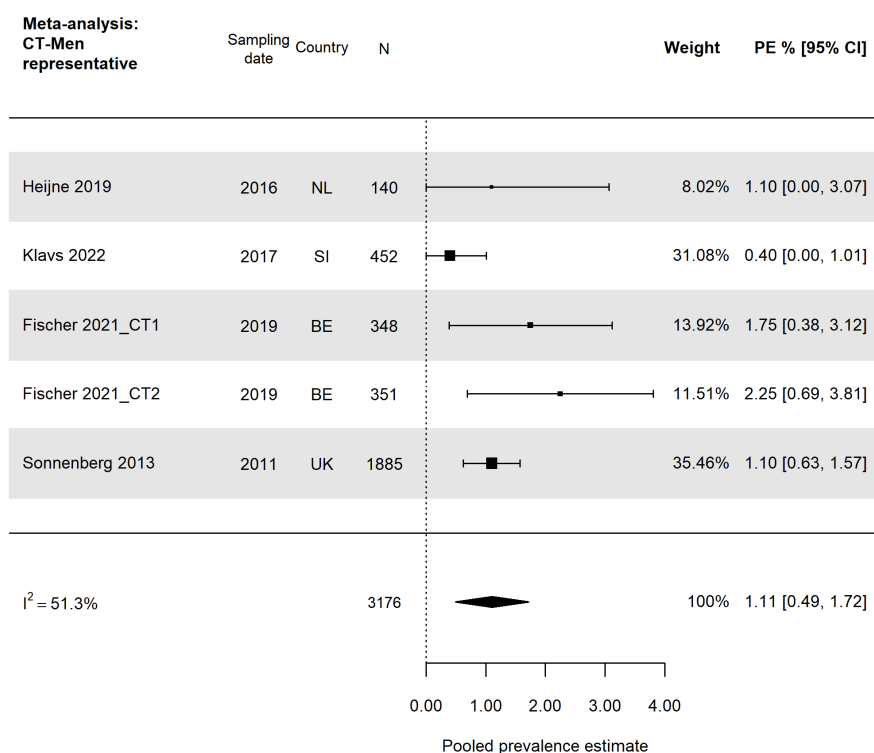 Meta-analysis:
CT-Men
representative
Sampling
date
Country
N
Weight
PE % [95% CI]
Heijne 2019 2016 NL 140 8.02% 1.10 [0.00, 3.07]
Klavs 2022 2017 SI 452 31.08% 0.40 [0.00, 1.01]
Fischer 2021_CT1 2019 BE 348 13.92% 1.75 [0.38, 3.12]
Fischer 2021_CT2 2019 BE 351 11.51% 2.25 [0.69, 3.81]
Sonnenberg 2013 2011 UK 1885 35.46% 1.10 [0.63, 1.57]
I² = 51.3% 3176 100% 1.11 [0.49, 1.72]
0.00 1.00 2.00 3.00 4.00
Pooled prevalence estimate